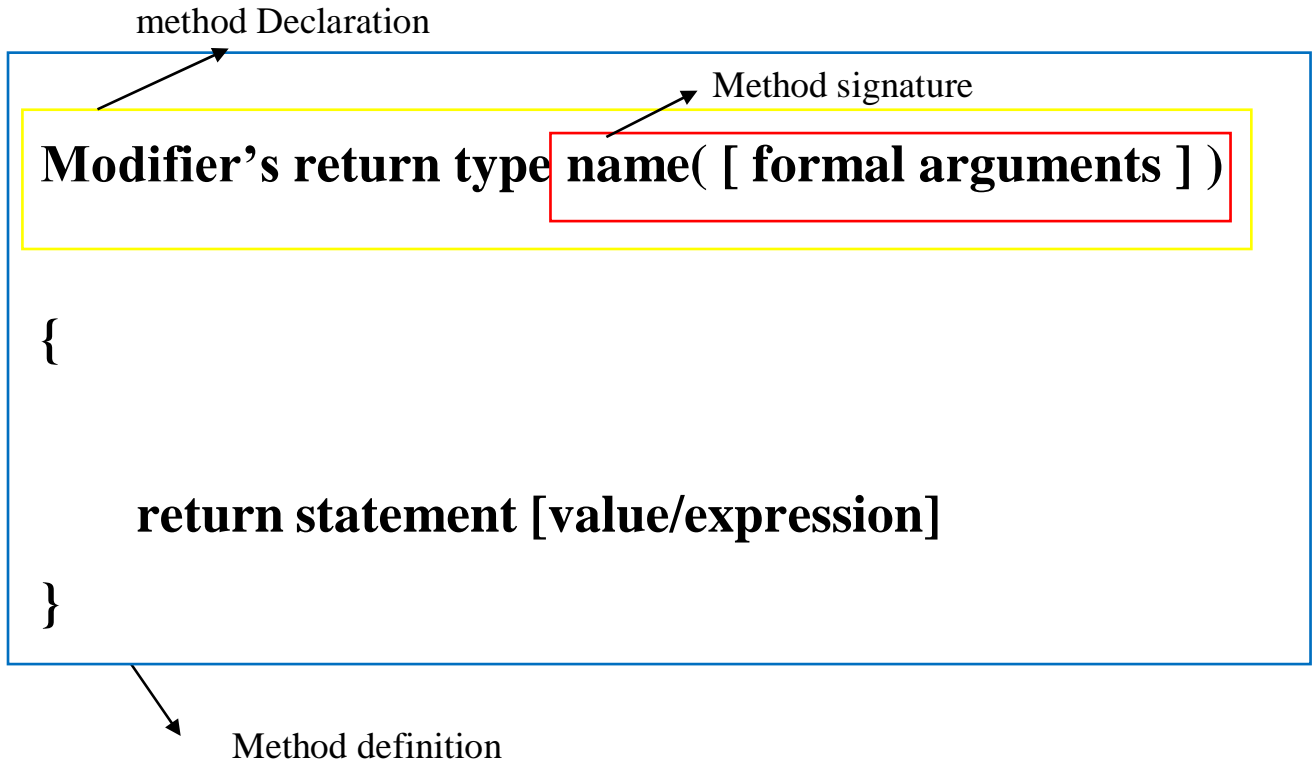 method Declaration
Method signature
Modifier’s return type name( [ formal arguments ] )
{
return statement [value/expression]
}
Method definition